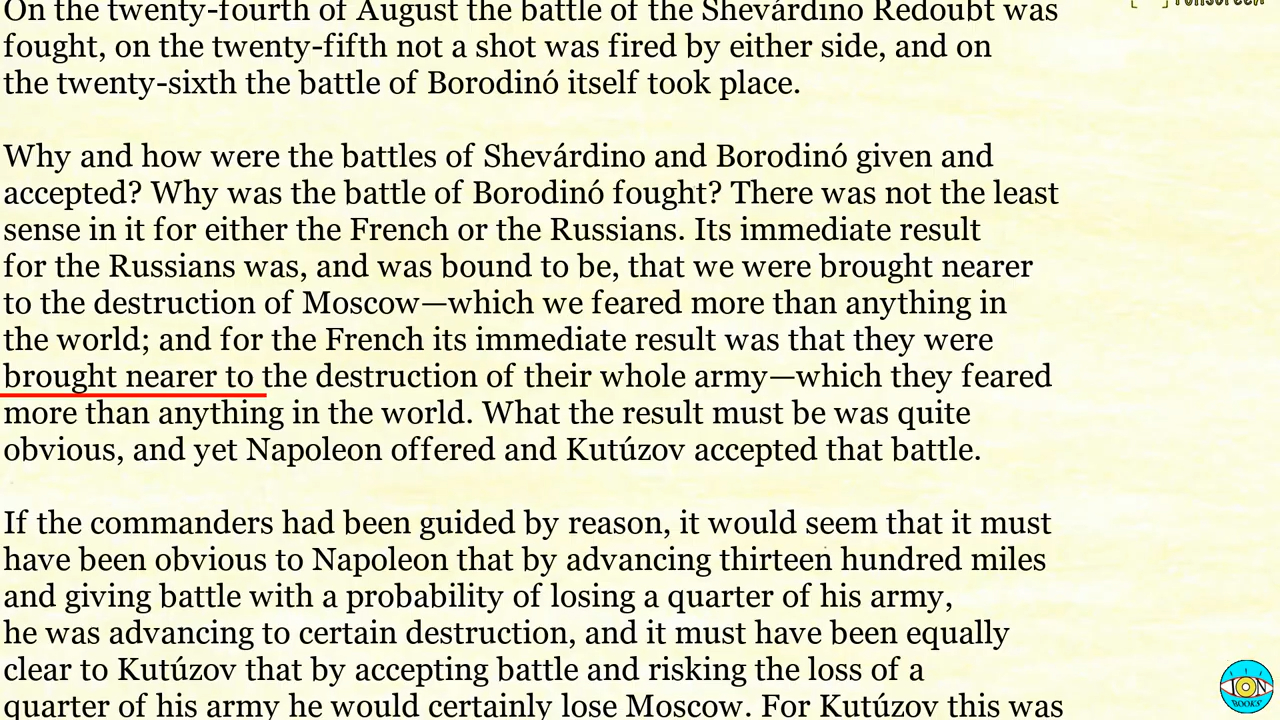 On the twenty-fourth of August the battle of the Shevárdino Redoubt was
fought, on the twenty-fifth not a shot was fired by either side, and on
the twenty-sixth the battle of Borodinó itself took place.
Why and how were the battles of Shevárdino and Borodinó given and
accepted? Why was the battle of Borodinó fought? There was not the least
sense in it for either the French or the Russians. Its immediate result
for the Russians was, and was bound to be, that we were brought nearer
to the destruction of Moscow—which we feared more than anything in
the world; and for the French its immediate result was that they were
brought nearer to the destruction of their whole army—which they feared
more than anything in the world. What the result must be was quite
obvious, and yet Napoleon offered and Kutúzov accepted that battle.
If the commanders had been guided by reason, it would seem that it must
have been obvious to Napoleon that by advancing thirteen hundred miles
and giving battle with a probability of losing a quarter of his army,
he was advancing to certain destruction, and it must have been equally
clear to Kutúzov that by accepting battle and risking the loss of a
quarter of his army he would certainly lose Moscow. For Kutúzov this was
ION
BOOKS